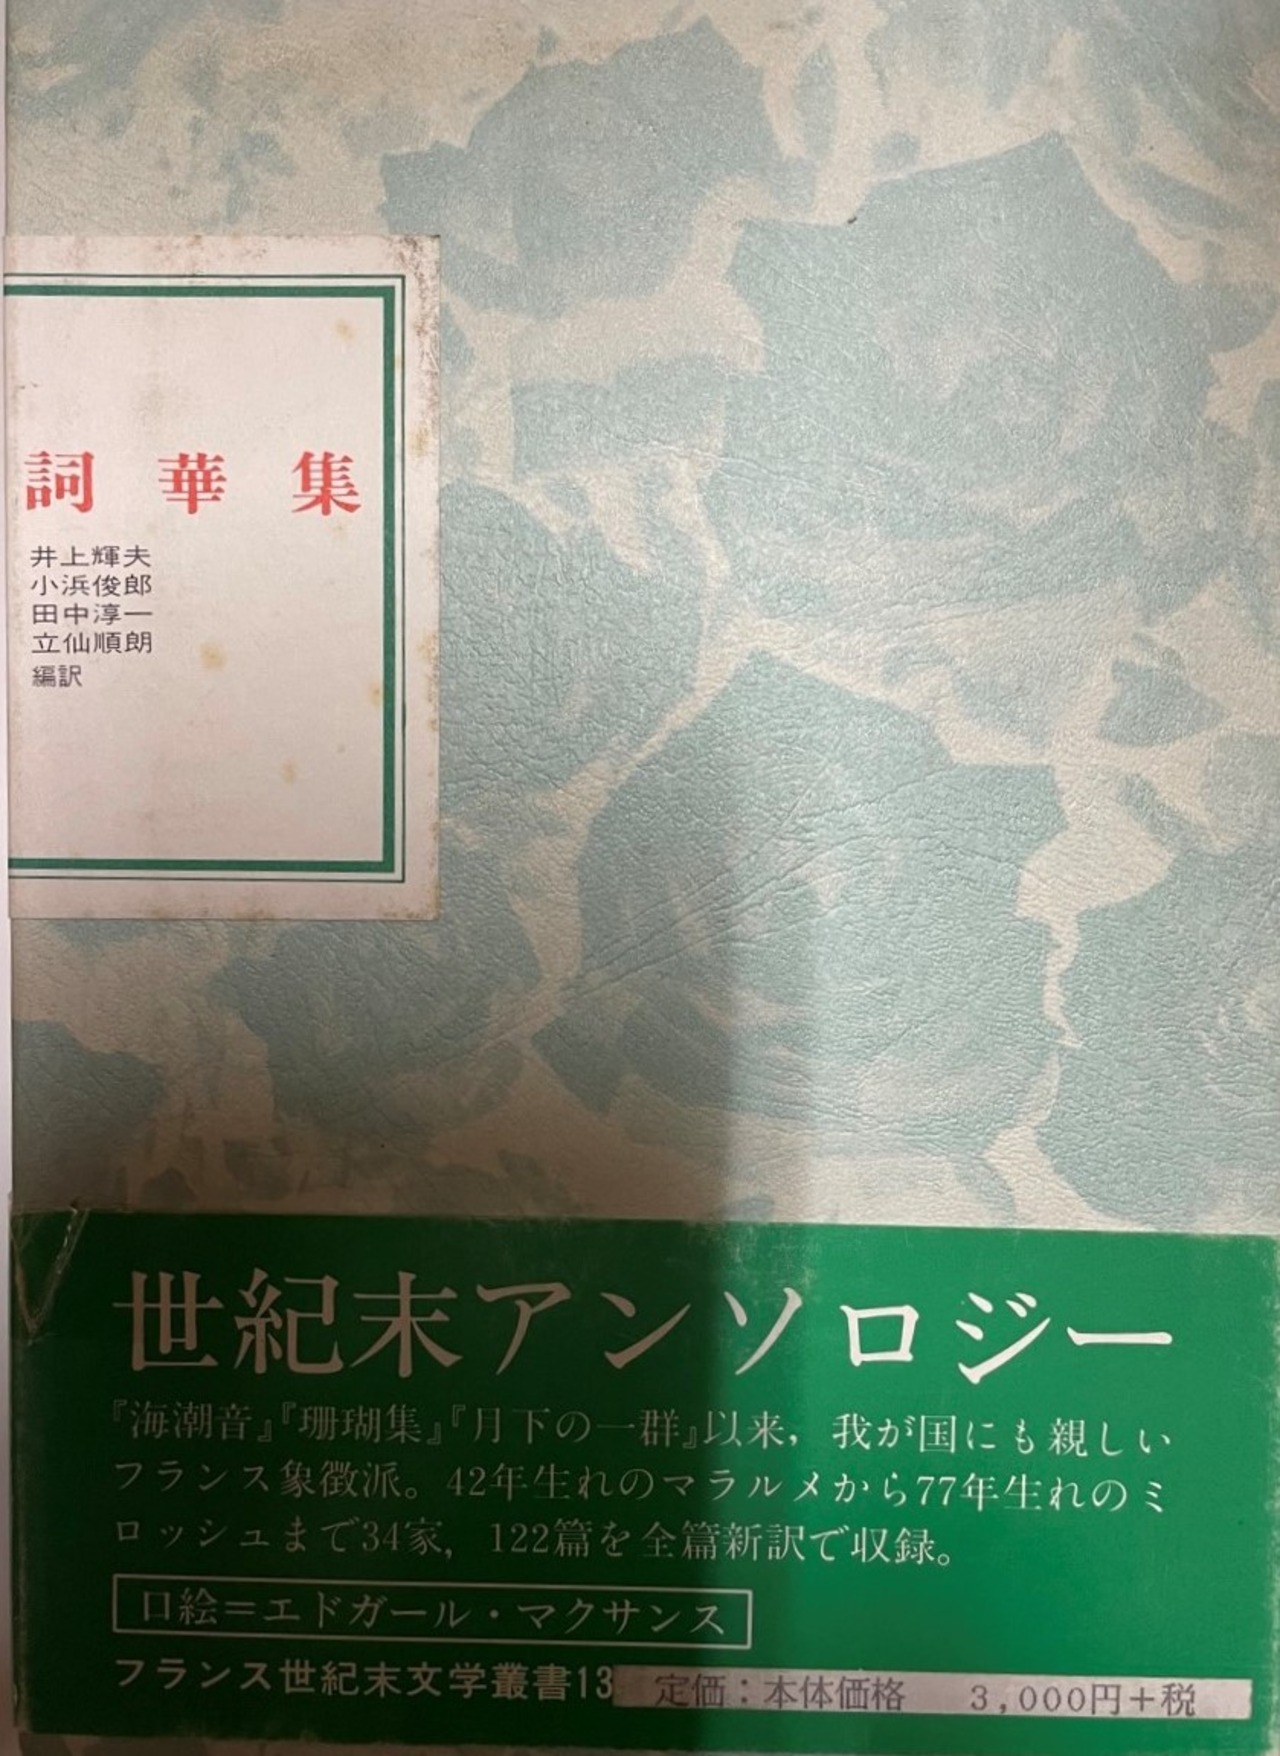 詞華集
井上輝夫
小浜俊郎
田中淳一
立仙順朗
編訳
世紀末アンソロジー
『海潮音』『珊瑚集』『月下の一群』以来，我が国にも親しい
フランス象徴派。42年生れのマラルメから77年生れのミ
ロッシュまで34家，122篇を全篇新訳で収録。
口絵＝エドガール・マクサンス
フランス世紀末文学叢書13
定価：本体価格 3,000円＋税